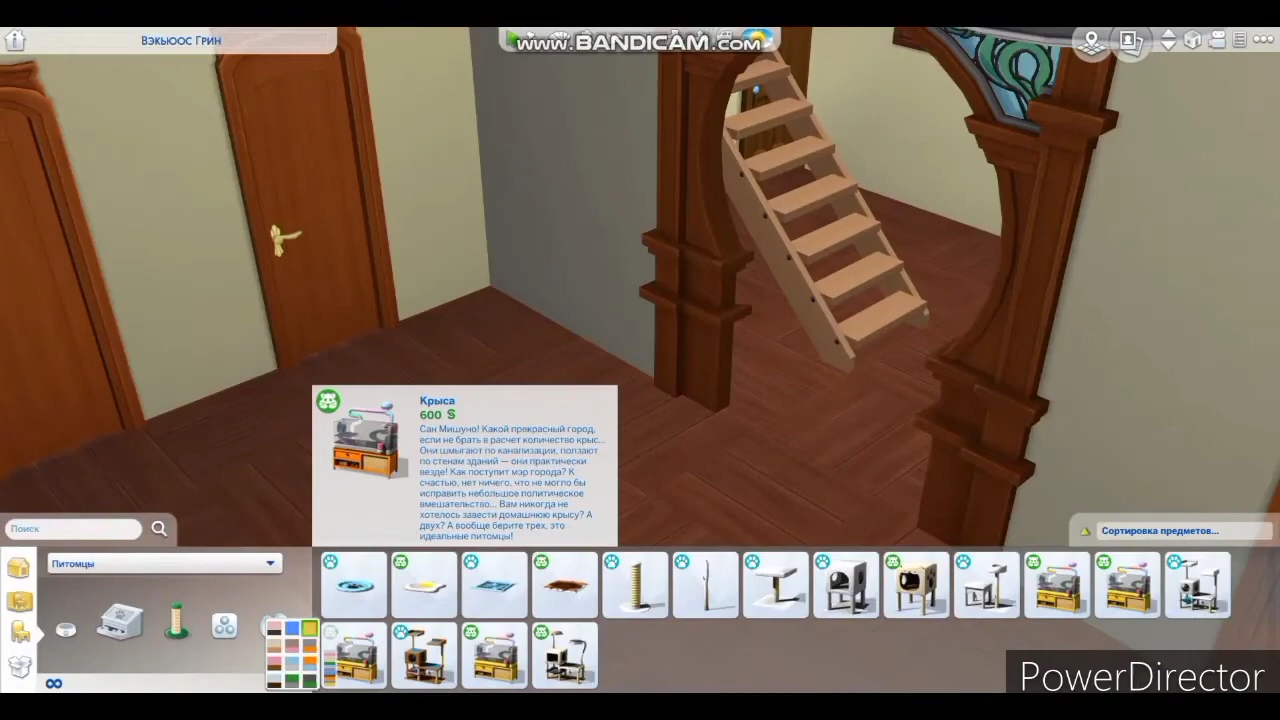 Вэкьюос Грин
www.BANDICAM.com
Крыса
600 $
Сан Мишуно! Какой прекрасный город,
если не брать в расчет количество крыс...
Они шмыгают по канализации, ползают
по стенам зданий — они практически
везде! Как поступит мэр города? К
счастью, нет ничего, что не могло бы
исправить небольшое политическое
вмешательство... Вам никогда не
хотелось завести домашнюю крысу? А
двух? А вообще берите трех, это
идеальные питомцы!
Поиск
Сортировка предметов...
Питомцы
PowerDirector